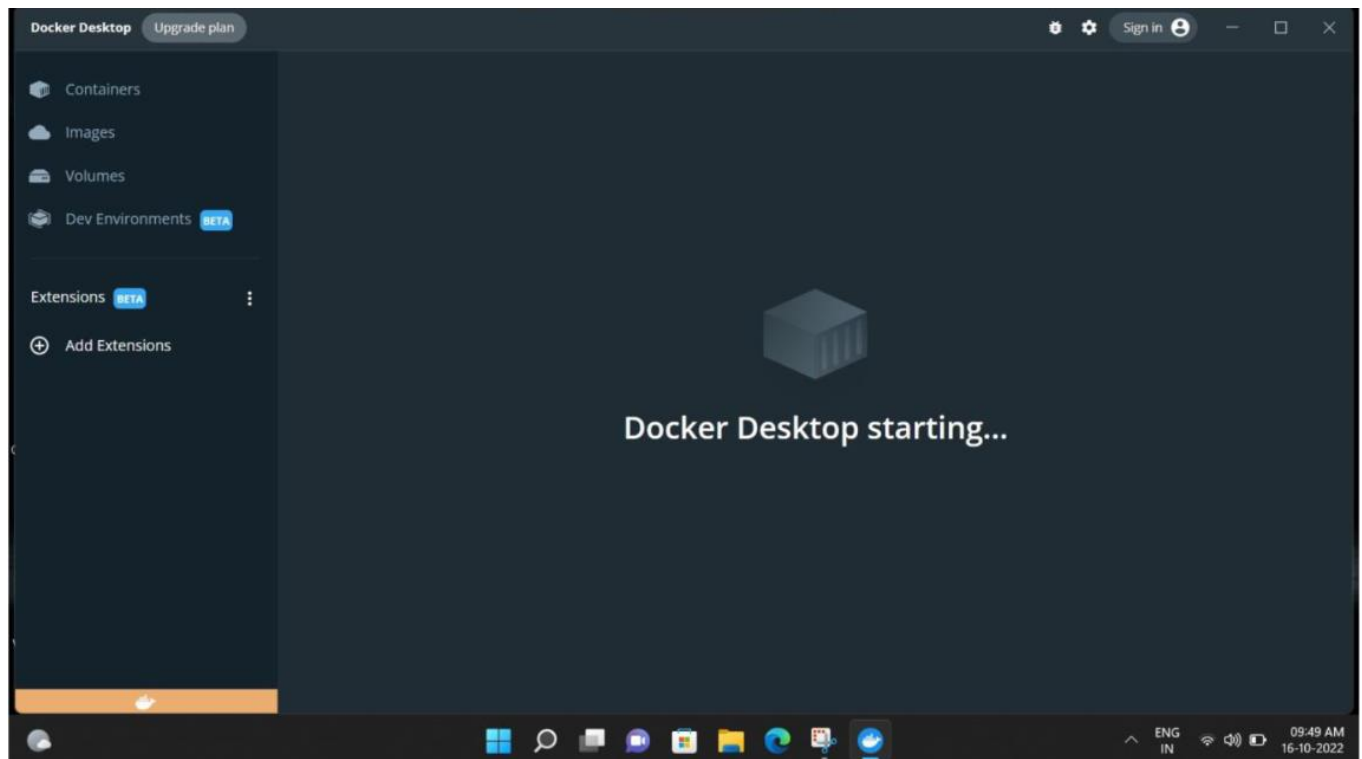 Docker Desktop Upgrade plan Sign in
Containers
Images
Volumes
Dev Environments BETA
Extensions BETA
Add Extensions
Docker Desktop starting...
ENG 09:49 AM
IN 16-10-2022